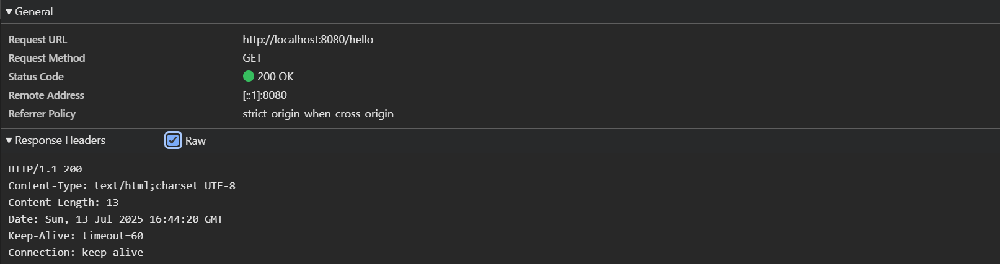 General
Request URL http://localhost:8080/hello
Request Method GET
Status Code 200 OK
Remote Address [::1]:8080
Referrer Policy strict-origin-when-cross-origin
Response Headers Raw
HTTP/1.1 200
Content-Type: text/html;charset=UTF-8
Content-Length: 13
Date: Sun, 13 Jul 2025 16:44:20 GMT
Keep-Alive: timeout=60
Connection: keep-alive